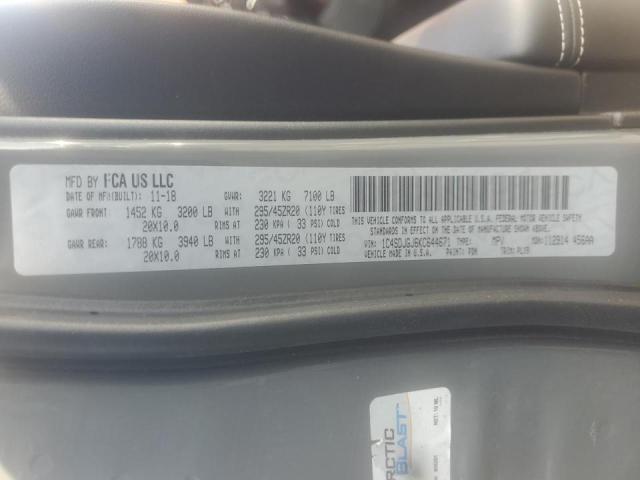 MFD BY FCA US LLC
DATE OF MFR(BUILT): 11-18 GVWR: 3221 KG 7100 LB
GAWR FRONT: 1452 KG 3200 LB WITH 295/45ZR20 (110Y TIRES
20X10.0 RIMS AT 230 KPA ( 33 PSI) COLD
GAWR REAR: 1788 KG 3940 LB WITH 295/45ZR20 (110Y TIRES
20X10.0 RIMS AT 230 KPA ( 33 PSI) COLD
THIS VEHICLE CONFORMS TO ALL APPLICABLE U.S.A. FEDERAL MOTOR VEHICLE SAFETY
STANDARDS IN EFFECT ON THE DATE OF MANUFACTURE SHOWN ABOVE.
VIN: 1C4SDJGJ6KC644671 TYPE: MPV MDH: 112814 456AA
VEHICLE MADE IN U.S.A. PAINT: PDN TRIM: PLX9
ARCTIC
BLAST